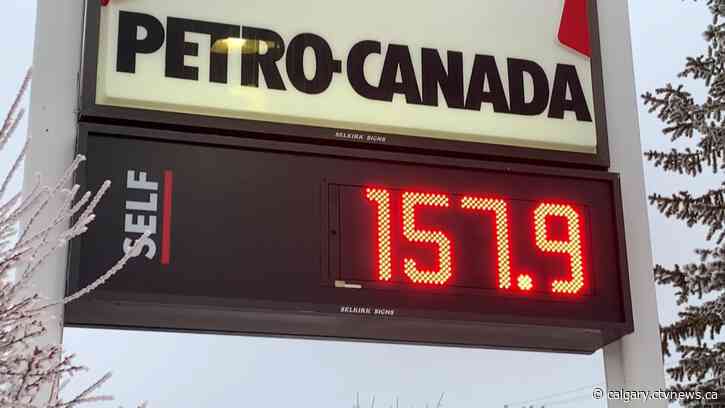 PETRO-CANADA
SELKIRK SIGNS
SELF
157.9
SELKIRK SIGNS
calgary.ctvnews.ca